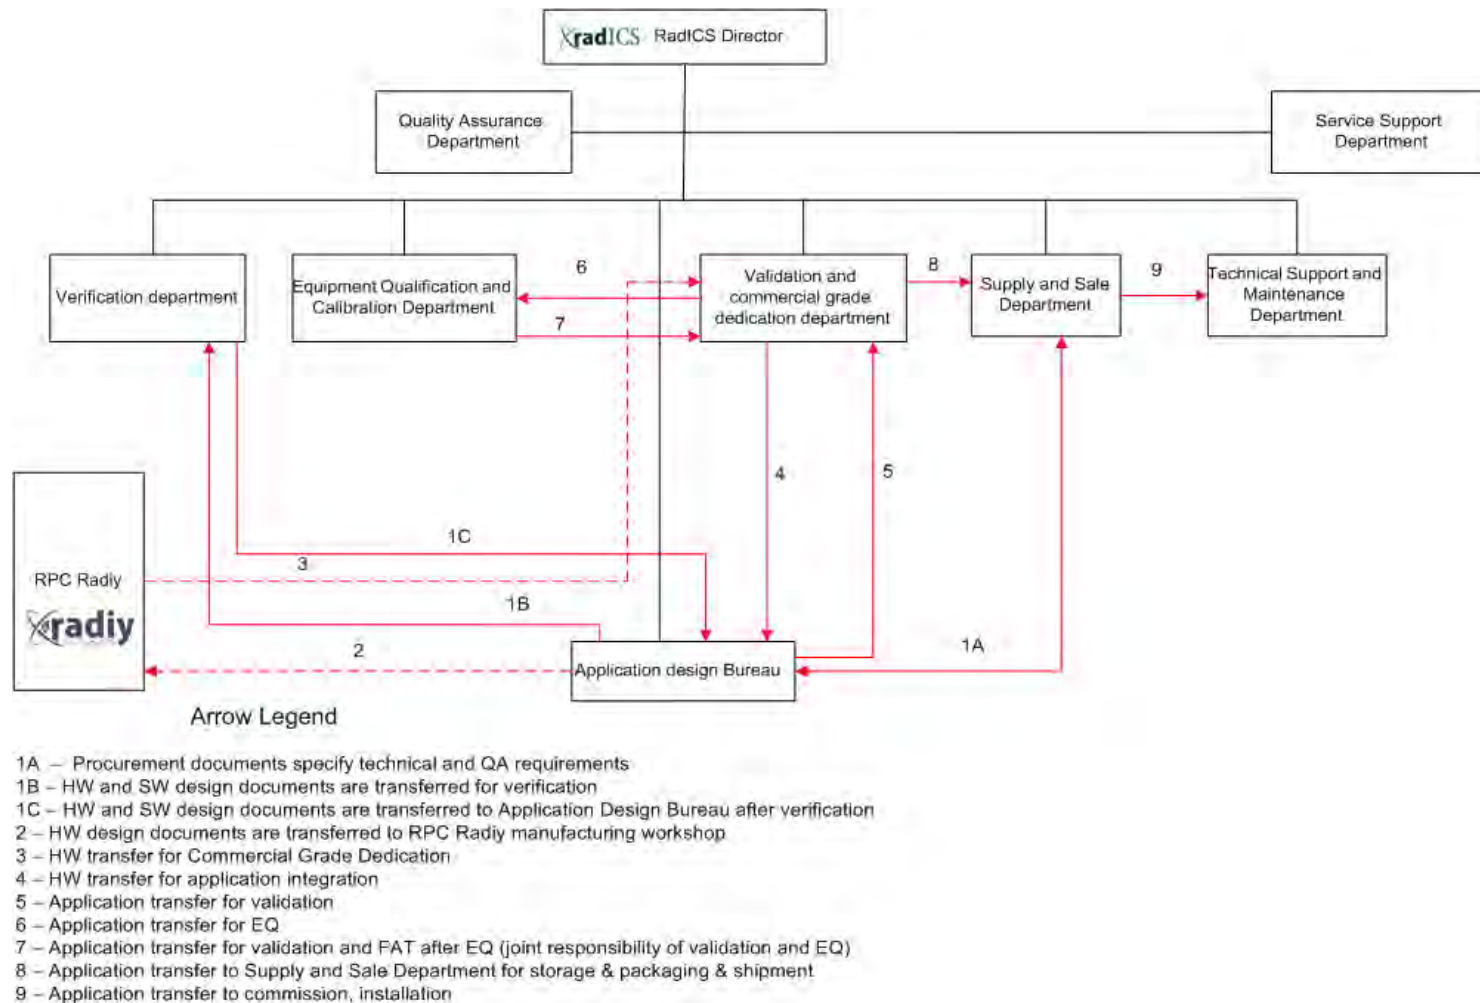 radICS RadICS Director
Quality Assurance
Department
Service Support
Department
Verification department
Equipment Qualification and
Calibration Department
6
7
Validation and
commercial grade
dedication department
8
Supply and Sale
Department
9
Technical Support and
Maintenance
Department
4
5
1C
3
RPC Radiy
radiy
1B
2
Application design Bureau
1A
Arrow Legend
1A – Procurement documents specify technical and QA requirements
1B – HW and SW design documents are transferred for verification
1C – HW and SW design documents are transferred to Application Design Bureau after verification
2 – HW design documents are transferred to RPC Radiy manufacturing workshop
3 – HW transfer for Commercial Grade Dedication
4 – HW transfer for application integration
5 – Application transfer for validation
6 – Application transfer for EQ
7 – Application transfer for validation and FAT after EQ (joint responsibility of validation and EQ)
8 – Application transfer to Supply and Sale Department for storage & packaging & shipment
9 – Application transfer to commission, installation